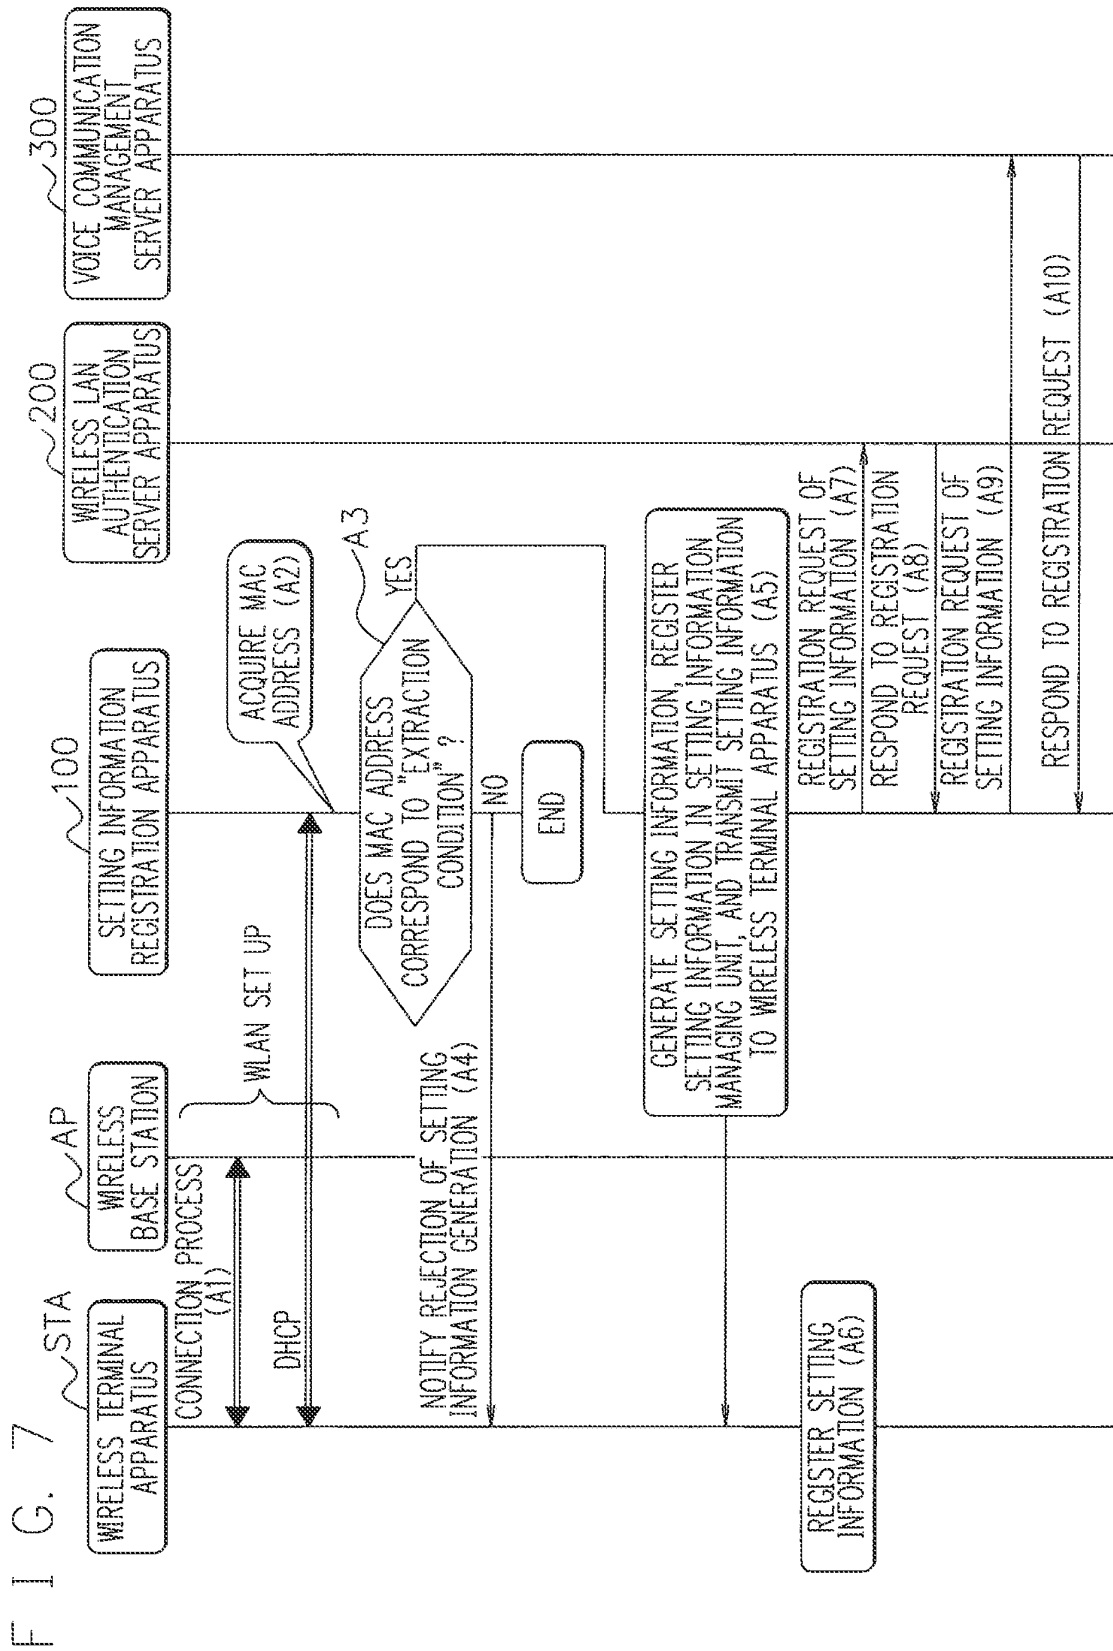 FIG. 7
STA
WIRELESS TERMINAL
APPARATUS
AP
WIRELESS
BASE STATION
100
SETTING INFORMATION
REGISTRATION APPARATUS
200
WIRELESS LAN
AUTHENTICATION
SERVER APPARATUS
300
VOICE COMMUNICATION
MANAGEMENT
SERVER APPARATUS
CONNECTION PROCESS
(A1)
WLAN SET UP
DHCP
ACQUIRE MAC
ADDRESS (A2)
A3
DOES MAC ADDRESS
CORRESPOND TO "EXTRACTION
CONDITION" ?
YES
NO
NOTIFY REJECTION OF SETTING
INFORMATION GENERATION (A4)
END
GENERATE SETTING INFORMATION, REGISTER
SETTING INFORMATION IN SETTING INFORMATION
MANAGING UNIT, AND TRANSMIT SETTING INFORMATION
TO WIRELESS TERMINAL APPARATUS (A5)
REGISTER SETTING
INFORMATION (A6)
REGISTRATION REQUEST OF
SETTING INFORMATION (A7)
RESPOND TO REGISTRATION
REQUEST (A8)
REGISTRATION REQUEST OF
SETTING INFORMATION (A9)
RESPOND TO REGISTRATION REQUEST (A10)